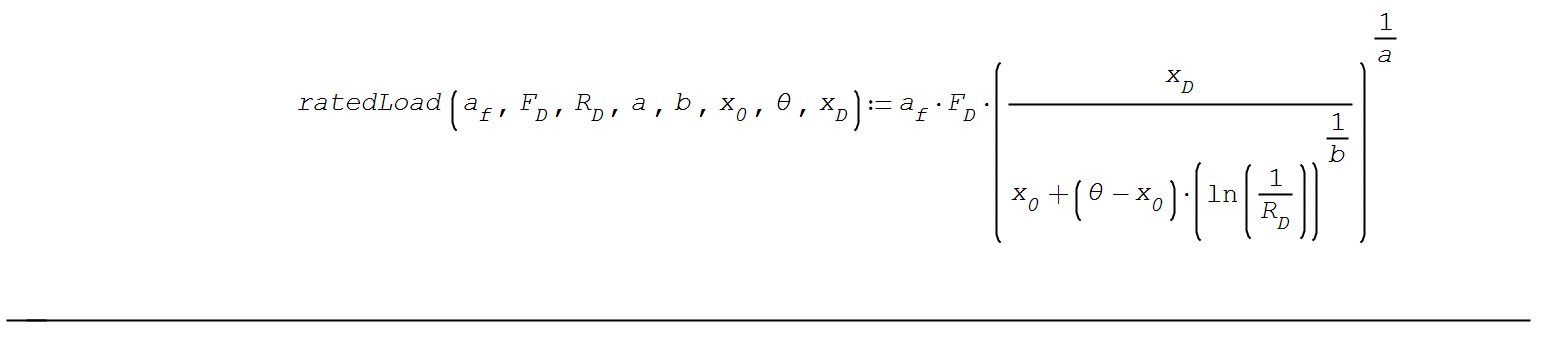 ratedLoad(a_f, F_D, R_D, a, b, x_0, θ, x_D) := a_f · F_D · (x_D / (x_0 + (θ − x_0) · (ln(1/R_D))^(1/b)))^(1/a)